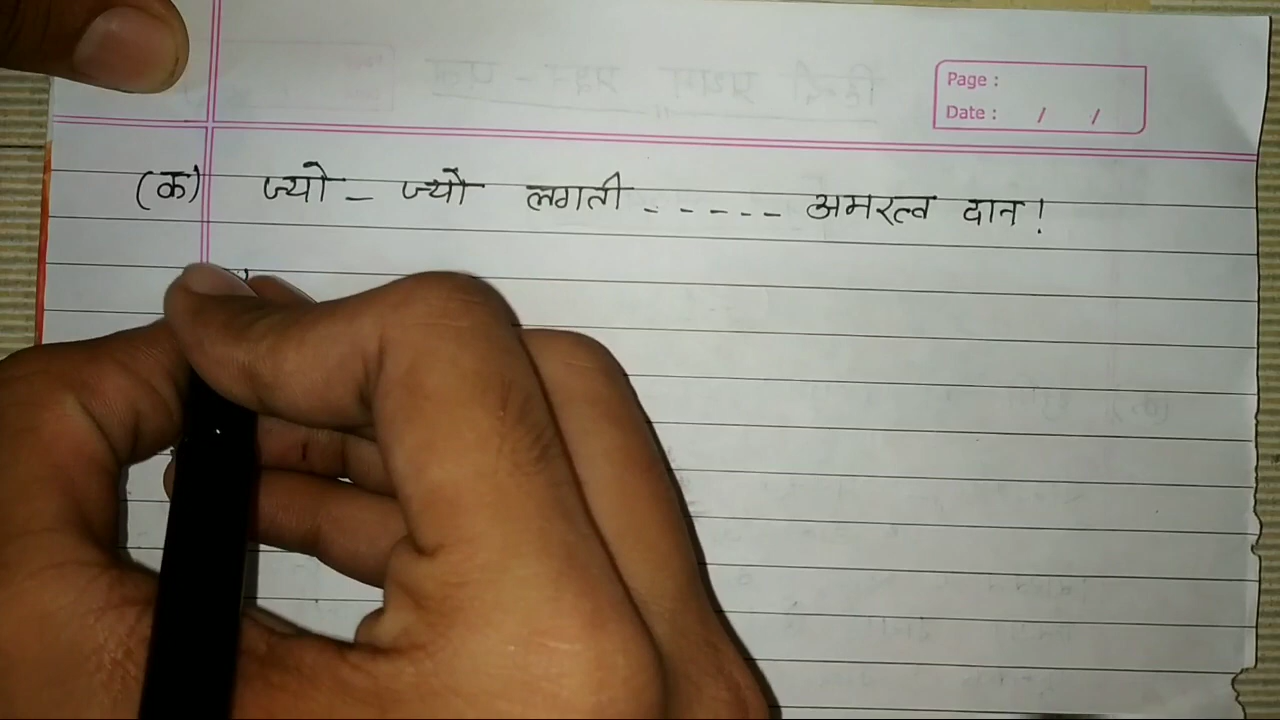 Page :
Date : / /
(क) ज्यो - ज्यो लगती - - - - - अमरत्व दान!